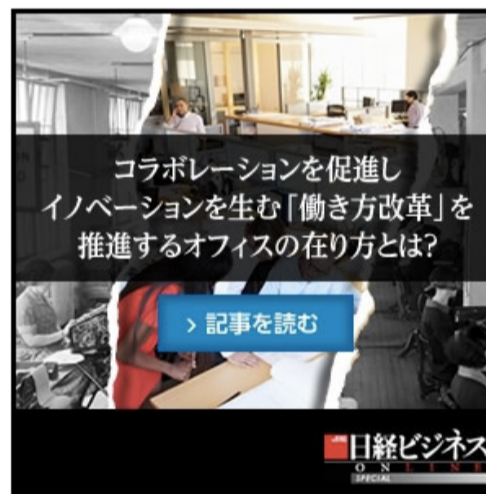 コラボレーションを促進し
イノベーションを生む「働き方改革」を
推進するオフィスの在り方とは?
> 記事を読む
日経ビジネス
ONLINE
SPECIAL